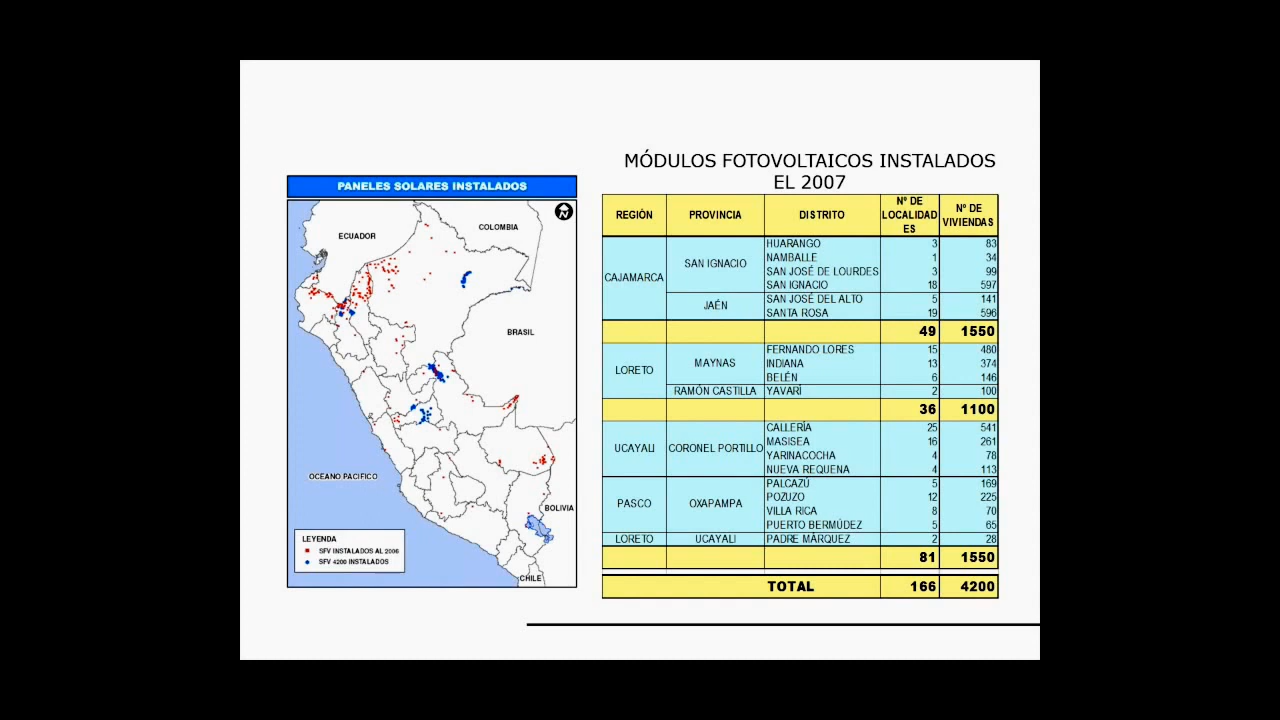 MÓDULOS FOTOVOLTAICOS INSTALADOS
EL 2007
PANELES SOLARES INSTALADOS
N
ECUADOR
COLOMBIA
BRASIL
OCEANO PACIFICO
BOLIVIA
CHILE
LEYENDA
SFV INSTALADOS AL 2006
SFV 4200 INSTALADOS
REGIÓN PROVINCIA DISTRITO Nº DE LOCALIDADES Nº DE VIVIENDAS
CAJAMARCA SAN IGNACIO HUARANGO 3 83
NAMBALLE 1 34
SAN JOSÉ DE LOURDES 3 99
SAN IGNACIO 18 597
JAÉN SAN JOSÉ DEL ALTO 5 141
SANTA ROSA 19 596
49 1550
LORETO MAYNAS FERNANDO LORES 15 480
INDIANA 13 374
BELÉN 6 146
RAMÓN CASTILLA YAVARÍ 2 100
36 1100
UCAYALI CORONEL PORTILLO CALLERÍA 25 541
MASISEA 16 261
YARINACOCHA 4 78
NUEVA REQUENA 4 113
PASCO OXAPAMPA PALCAZÚ 5 169
POZUZO 12 225
VILLA RICA 8 70
PUERTO BERMÚDEZ 5 65
LORETO UCAYALI PADRE MÁRQUEZ 2 28
81 1550
TOTAL 166 4200